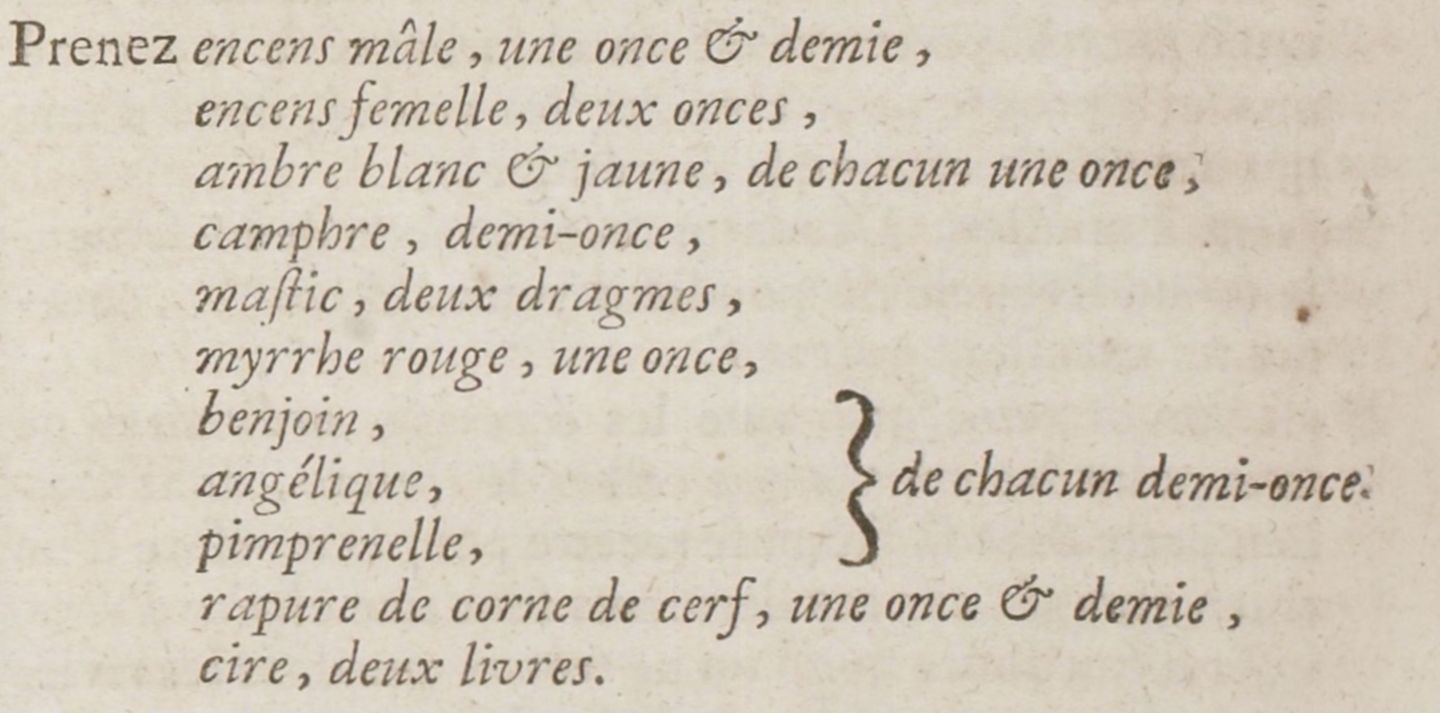 Prenez encens mâle, une once & demie,
encens femelle, deux onces,
ambre blanc & jaune, de chacun une once,
camphre, demi-once,
maſtic, deux dragmes,
myrrhe rouge, une once,
benjoin,
angélique,
pimprenelle,
} de chacun demi-once.
rapure de corne de cerf, une once & demie,
cire, deux livres.